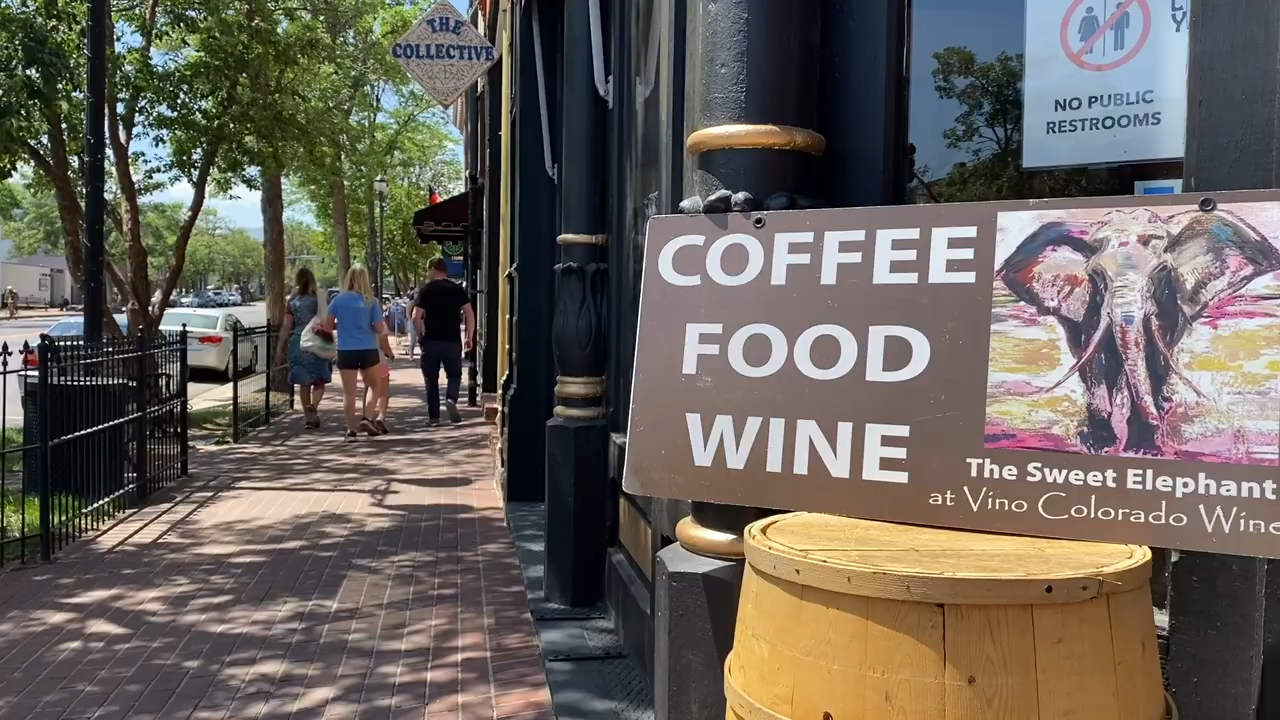 THE
COLLECTIVE
NO PUBLIC
RESTROOMS
COFFEE
FOOD
WINE
The Sweet Elephant
at Vino Colorado Wine